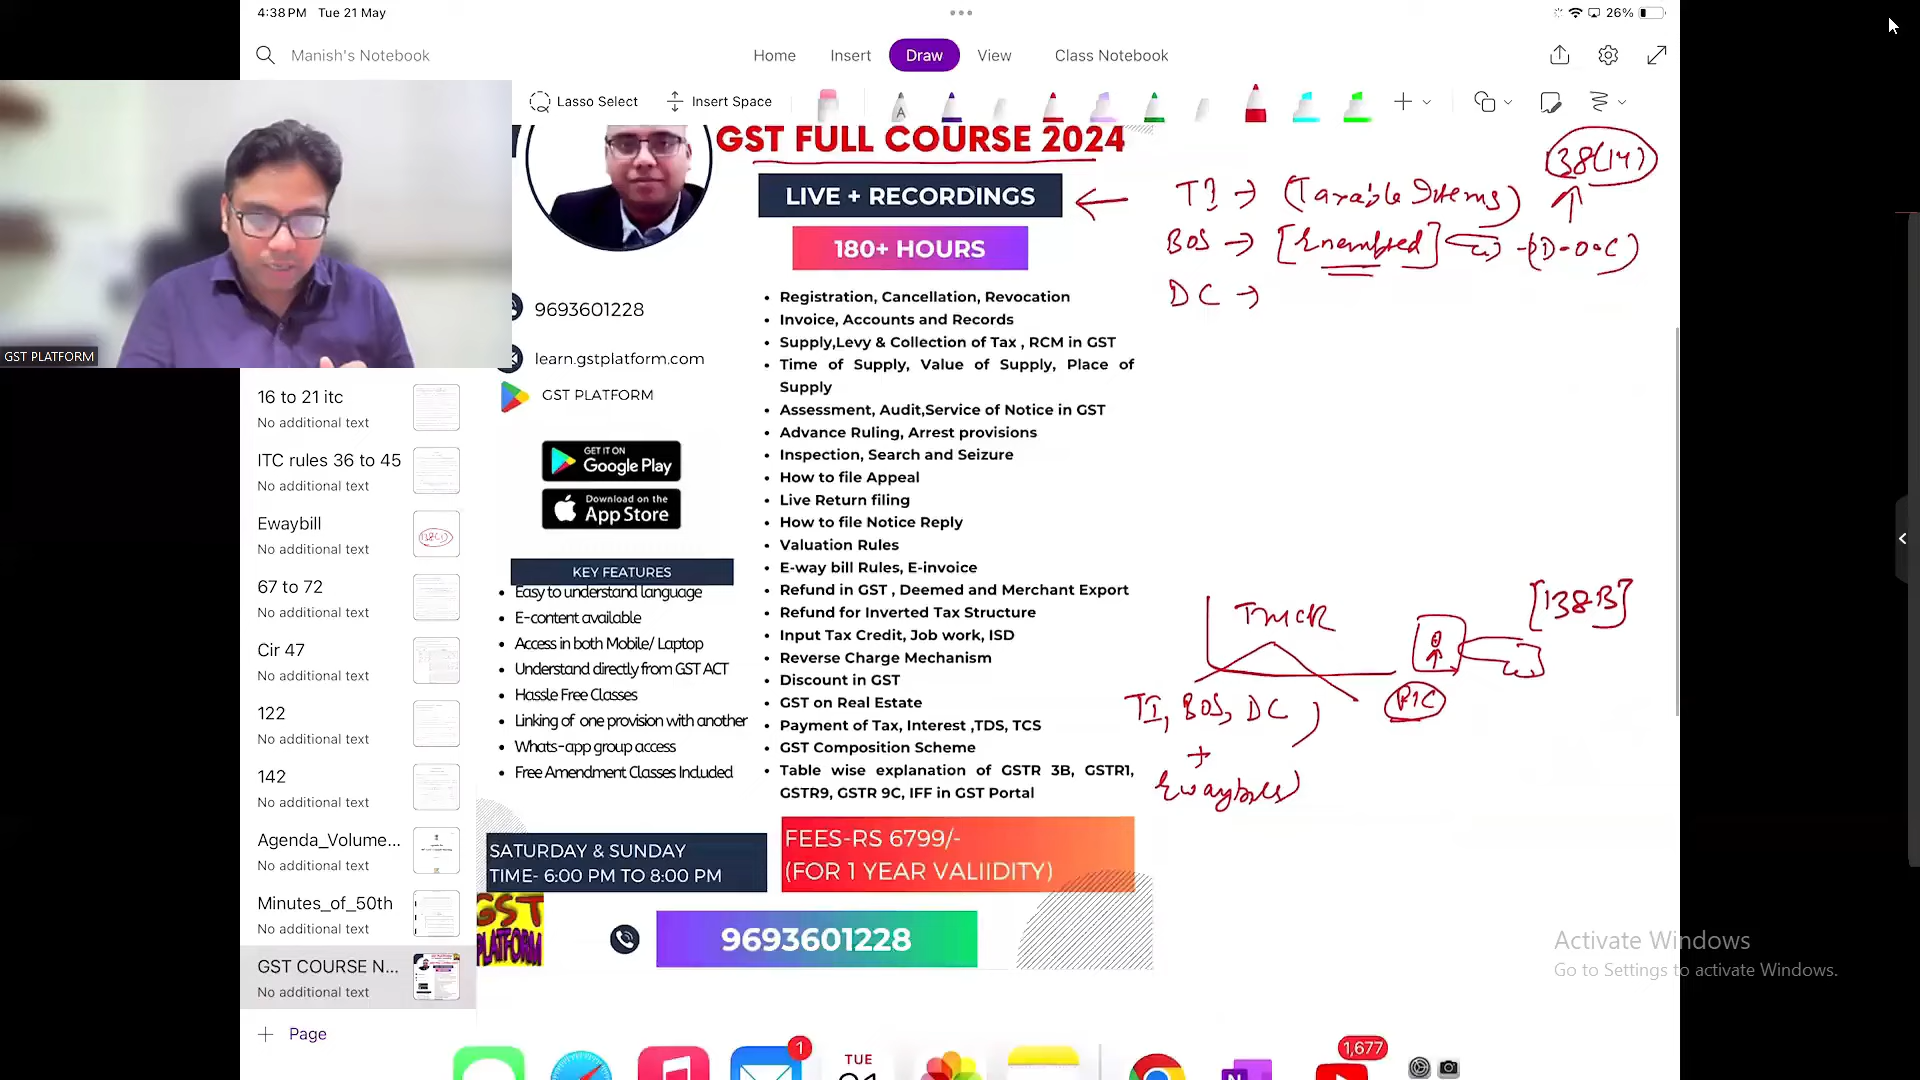 4:38 PM Tue 21 May
26%
Manish's Notebook
Home
Insert
Draw
View
Class Notebook
Lasso Select
Insert Space
GST PLATFORM
16 to 21 itc
No additional text
ITC rules 36 to 45
No additional text
Ewaybill
No additional text
67 to 72
No additional text
Cir 47
No additional text
122
No additional text
142
No additional text
Agenda_Volume...
No additional text
Minutes_of_50th
No additional text
GST COURSE N...
No additional text
Page
GST FULL COURSE 2024
LIVE + RECORDINGS
180+ HOURS
9693601228
learn.gstplatform.com
GST PLATFORM
GET IT ON
Google Play
Download on the
App Store
KEY FEATURES
• Easy to understand language
• E-content available
• Access in both Mobile/ Laptop
• Understand directly from GST ACT
• Hassle Free Classes
• Linking of one provision with another
• Whats-app group access
• Free Amendment Classes Included
• Registration, Cancellation, Revocation
• Invoice, Accounts and Records
• Supply,Levy & Collection of Tax , RCM in GST
• Time of Supply, Value of Supply, Place of
Supply
• Assessment, Audit,Service of Notice in GST
• Advance Ruling, Arrest provisions
• Inspection, Search and Seizure
• How to file Appeal
• Live Return filing
• How to file Notice Reply
• Valuation Rules
• E-way bill Rules, E-invoice
• Refund in GST , Deemed and Merchant Export
• Refund for Inverted Tax Structure
• Input Tax Credit, Job work, ISD
• Reverse Charge Mechanism
• Discount in GST
• GST on Real Estate
• Payment of Tax, Interest ,TDS, TCS
• GST Composition Scheme
• Table wise explanation of GSTR 3B, GSTR1,
GSTR9, GSTR 9C, IFF in GST Portal
SATURDAY & SUNDAY
TIME- 6:00 PM TO 8:00 PM
FEES-RS 6799/-
(FOR 1 YEAR VALIIDITY)
GST
PLATFORM
9693601228
138(14)
TI → (Taxable Items)
BOS → [Exempted] -(D-O-C)
DC →
TRUCK
[138B]
TI, BOS, DC
PIC
+
Ewaybill
Activate Windows
Go to Settings to activate Windows.
1
TUE
1,677